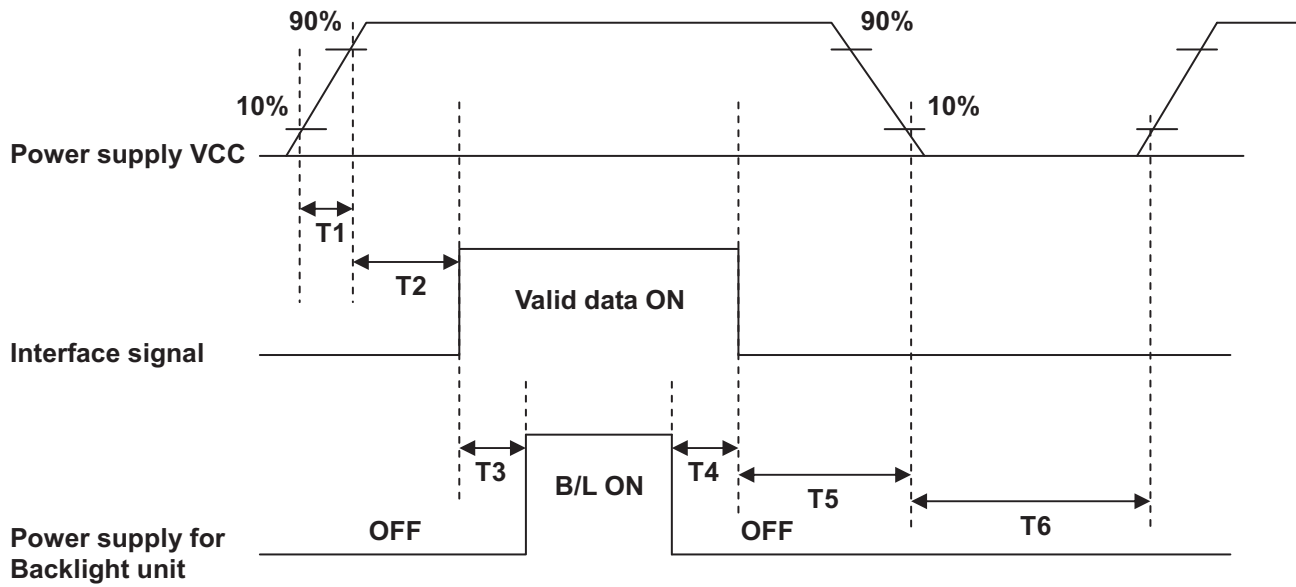 90%
90%
10%
10%
Power supply VCC
T1
T2
Valid data ON
Interface signal
T3
T4
B/L ON
T5
T6
OFF
OFF
Power supply for
Backlight unit